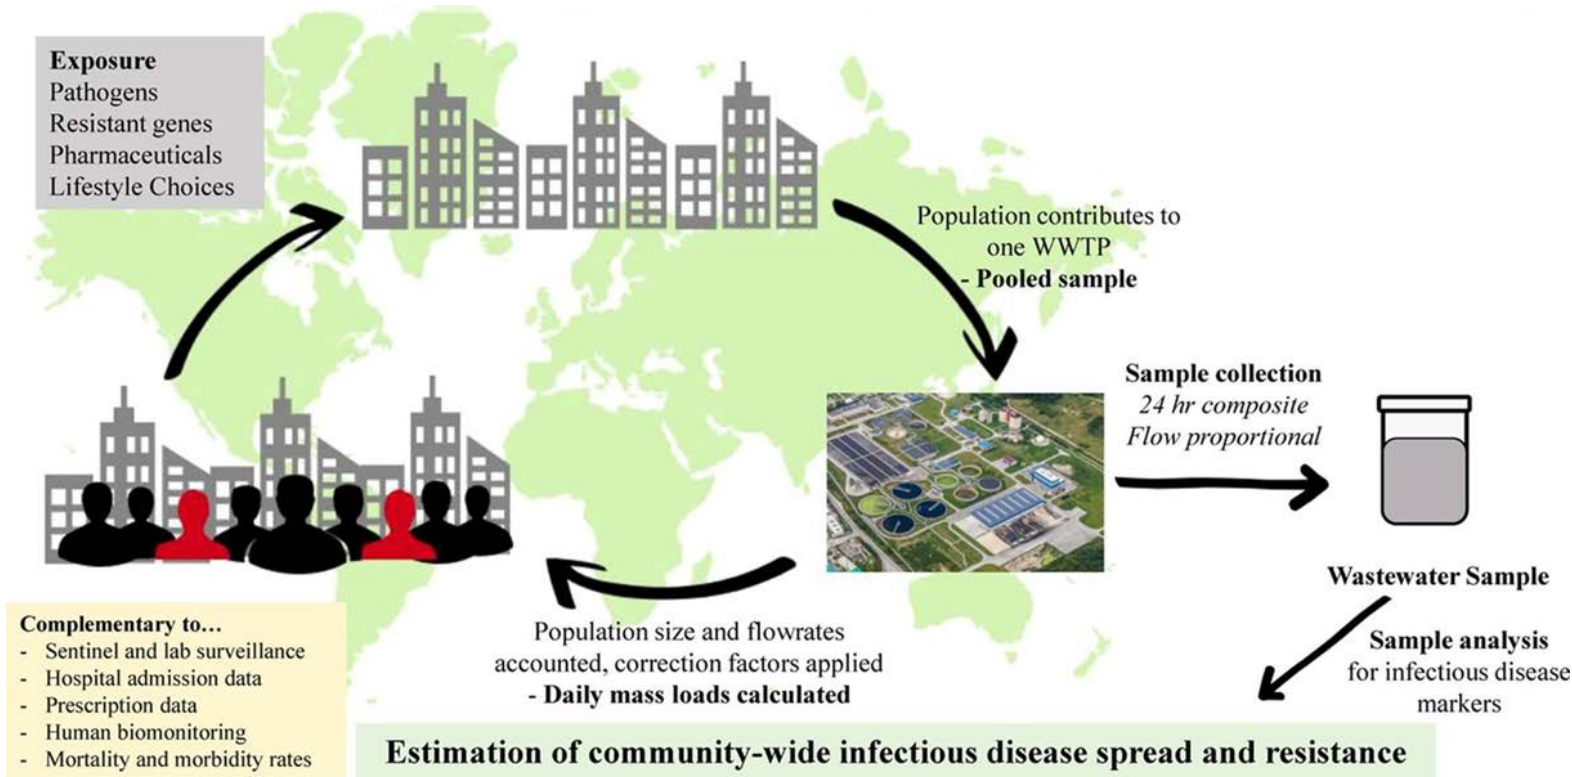 Exposure
Pathogens
Resistant genes
Pharmaceuticals
Lifestyle Choices
Population contributes to
one WWTP
- Pooled sample
Sample collection
24 hr composite
Flow proportional
Wastewater Sample
Sample analysis
for infectious disease
markers
Population size and flowrates
accounted, correction factors applied
- Daily mass loads calculated
Complementary to…
- Sentinel and lab surveillance
- Hospital admission data
- Prescription data
- Human biomonitoring
- Mortality and morbidity rates
Estimation of community-wide infectious disease spread and resistance